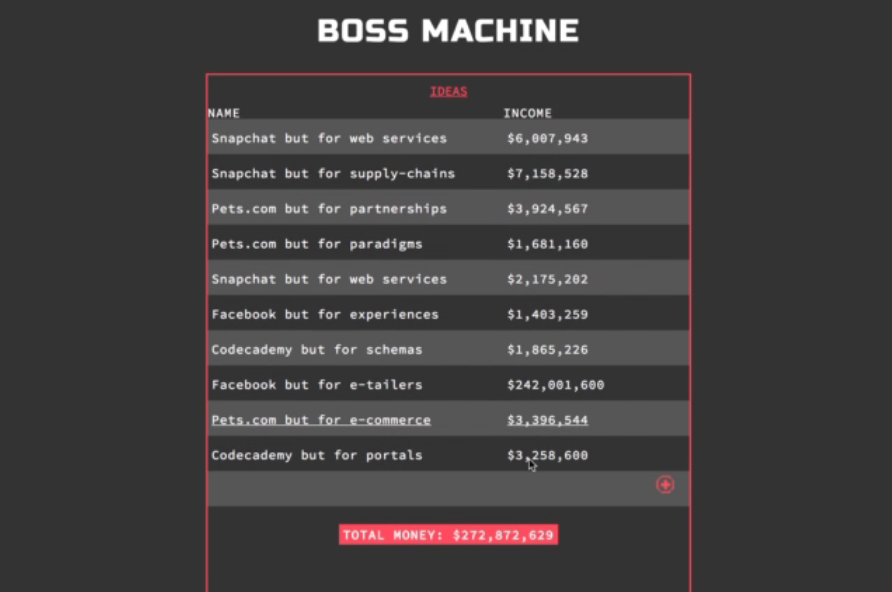 BOSS MACHINE
IDEAS
NAME INCOME
Snapchat but for web services $6,007,943
Snapchat but for supply-chains $7,158,528
Pets.com but for partnerships $3,924,567
Pets.com but for paradigms $1,681,160
Snapchat but for web services $2,175,202
Facebook but for experiences $1,403,259
Codecademy but for schemas $1,865,226
Facebook but for e-tailers $242,001,600
Pets.com but for e-commerce $3,396,544
Codecademy but for portals $3,258,600
TOTAL MONEY: $272,872,629